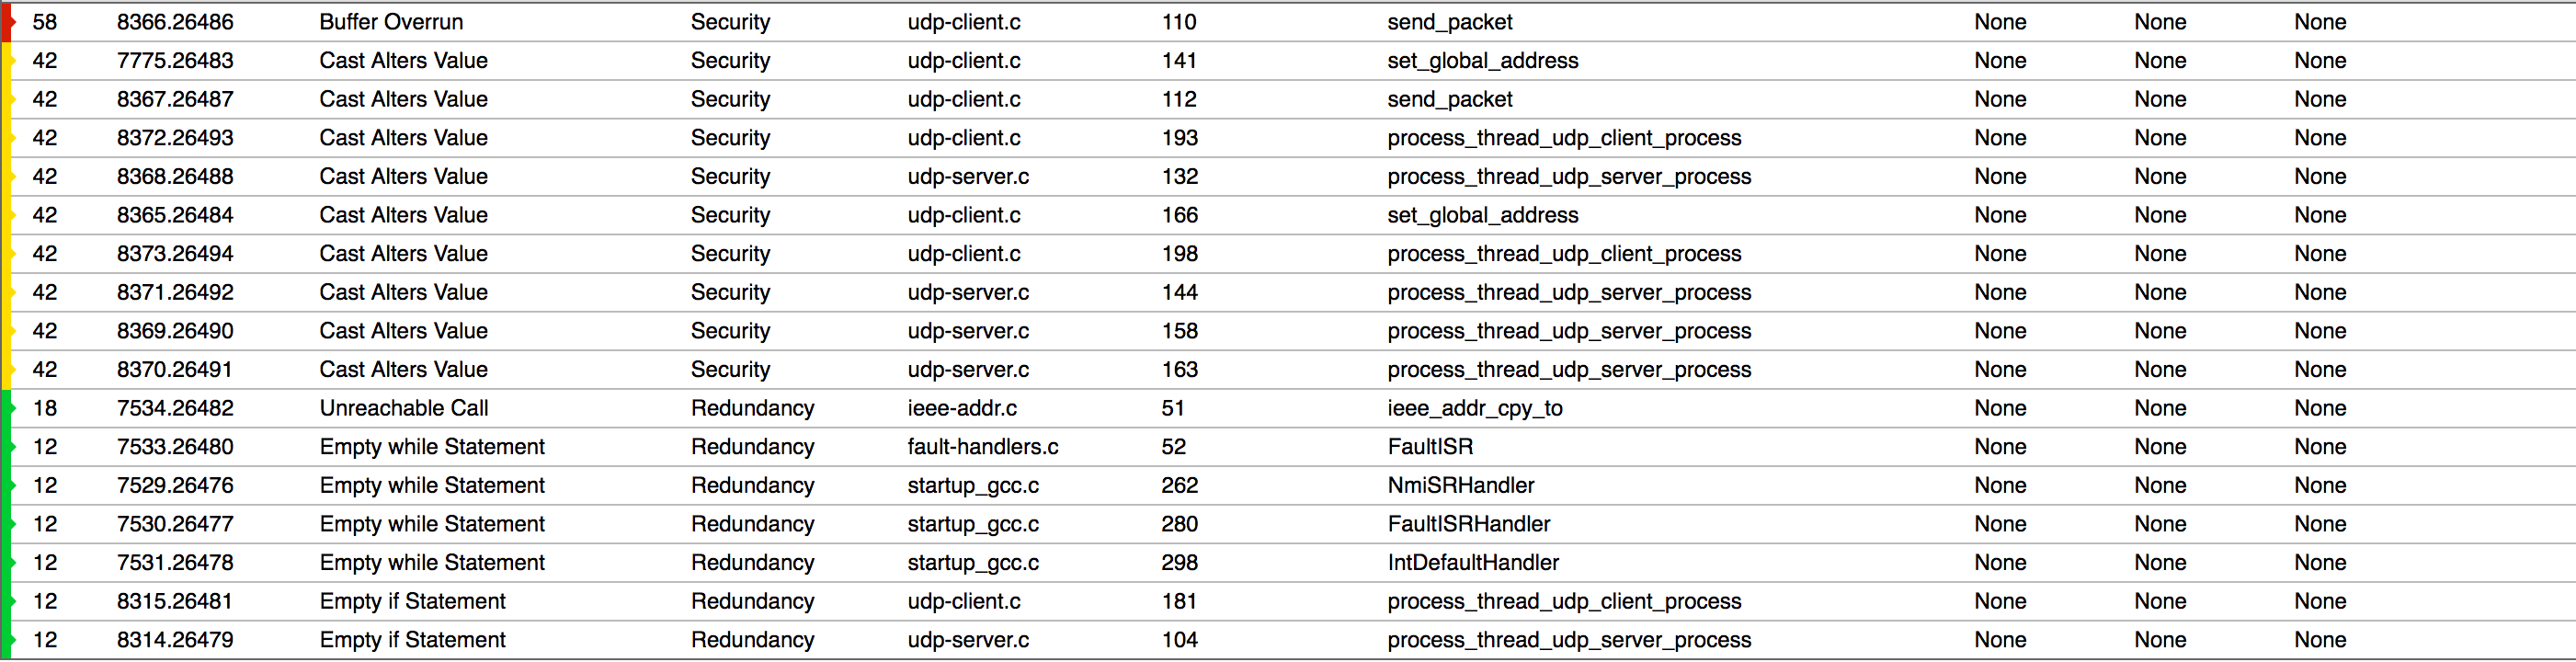 58 8366.26486 Buffer Overrun Security udp-client.c 110 send_packet None None None
42 7775.26483 Cast Alters Value Security udp-client.c 141 set_global_address None None None
42 8367.26487 Cast Alters Value Security udp-client.c 112 send_packet None None None
42 8372.26493 Cast Alters Value Security udp-client.c 193 process_thread_udp_client_process None None None
42 8368.26488 Cast Alters Value Security udp-server.c 132 process_thread_udp_server_process None None None
42 8365.26484 Cast Alters Value Security udp-client.c 166 set_global_address None None None
42 8373.26494 Cast Alters Value Security udp-client.c 198 process_thread_udp_client_process None None None
42 8371.26492 Cast Alters Value Security udp-server.c 144 process_thread_udp_server_process None None None
42 8369.26490 Cast Alters Value Security udp-server.c 158 process_thread_udp_server_process None None None
42 8370.26491 Cast Alters Value Security udp-server.c 163 process_thread_udp_server_process None None None
18 7534.26482 Unreachable Call Redundancy ieee-addr.c 51 ieee_addr_cpy_to None None None
12 7533.26480 Empty while Statement Redundancy fault-handlers.c 52 FaultISR None None None
12 7529.26476 Empty while Statement Redundancy startup_gcc.c 262 NmiSRHandler None None None
12 7530.26477 Empty while Statement Redundancy startup_gcc.c 280 FaultISRHandler None None None
12 7531.26478 Empty while Statement Redundancy startup_gcc.c 298 IntDefaultHandler None None None
12 8315.26481 Empty if Statement Redundancy udp-client.c 181 process_thread_udp_client_process None None None
12 8314.26479 Empty if Statement Redundancy udp-server.c 104 process_thread_udp_server_process None None None